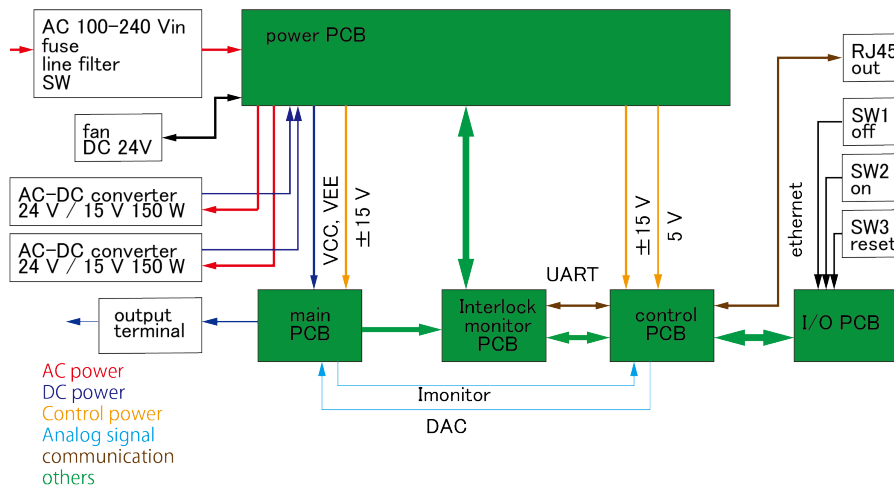 AC 100-240 Vin
fuse
line filter
SW
power PCB
RJ45
out
fan
DC 24V
SW1
off
AC-DC converter
24 V / 15 V 150 W
SW2
on
AC-DC converter
24 V / 15 V 150 W
SW3
reset
VCC, VEE
±15 V
±15 V
5 V
ethernet
UART
output
terminal
main
PCB
Interlock
monitor
PCB
control
PCB
I/O PCB
Imonitor
DAC
AC power
DC power
Control power
Analog signal
communication
others